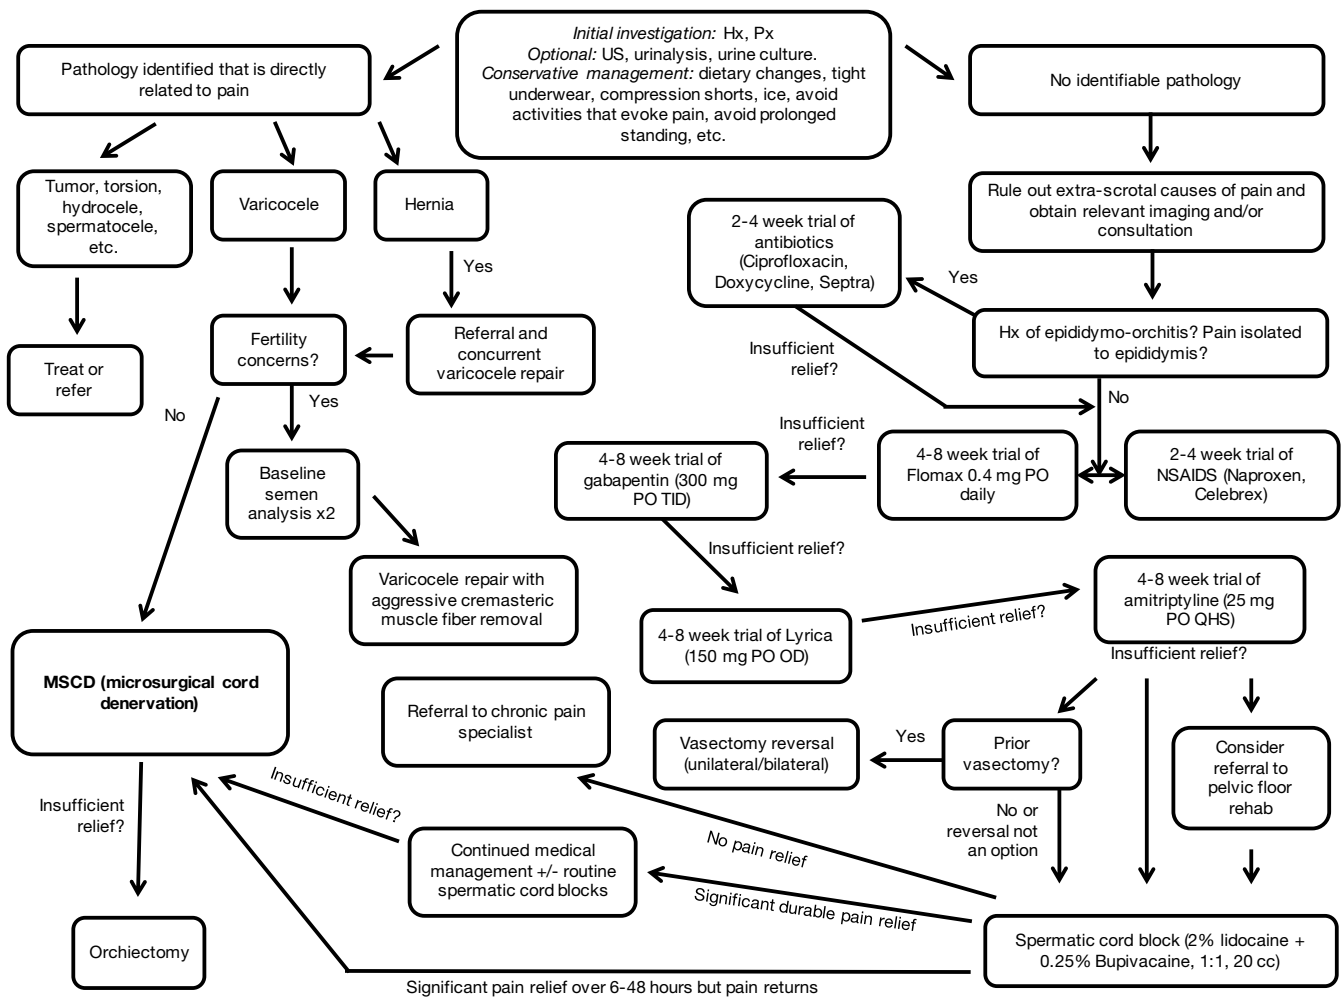 Initial investigation: Hx, Px
Optional: US, urinalysis, urine culture.
Conservative management: dietary changes, tight
underwear, compression shorts, ice, avoid
activities that evoke pain, avoid prolonged
standing, etc.
Pathology identified that is directly
related to pain
No identifiable pathology
Tumor, torsion,
hydrocele,
spermatocele,
etc.
Varicocele
Hernia
Yes
Treat or
refer
Fertility
concerns?
Referral and
concurrent
varicocele repair
No
Yes
Baseline
semen
analysis x2
Varicocele repair with
aggressive cremasteric
muscle fiber removal
Rule out extra-scrotal causes of pain and
obtain relevant imaging and/or
consultation
2-4 week trial of
antibiotics
(Ciprofloxacin,
Doxycycline, Septra)
Yes
Hx of epididymo-orchitis? Pain isolated
to epididymis?
Insufficient
relief?
No
2-4 week trial of
NSAIDS (Naproxen,
Celebrex)
4-8 week trial of
Flomax 0.4 mg PO
daily
Insufficient
relief?
4-8 week trial of
gabapentin (300 mg
PO TID)
Insufficient relief?
4-8 week trial of Lyrica
(150 mg PO OD)
Insufficient relief?
4-8 week trial of
amitriptyline (25 mg
PO QHS)
Insufficient relief?
Prior
vasectomy?
Yes
Vasectomy reversal
(unilateral/bilateral)
No or
reversal not
an option
Consider
referral to
pelvic floor
rehab
Spermatic cord block (2% lidocaine +
0.25% Bupivacaine, 1:1, 20 cc)
No pain relief
Referral to chronic pain
specialist
Significant durable pain relief
Continued medical
management +/- routine
spermatic cord blocks
Insufficient relief?
Significant pain relief over 6-48 hours but pain returns
MSCD (microsurgical cord
denervation)
Insufficient
relief?
Orchiectomy